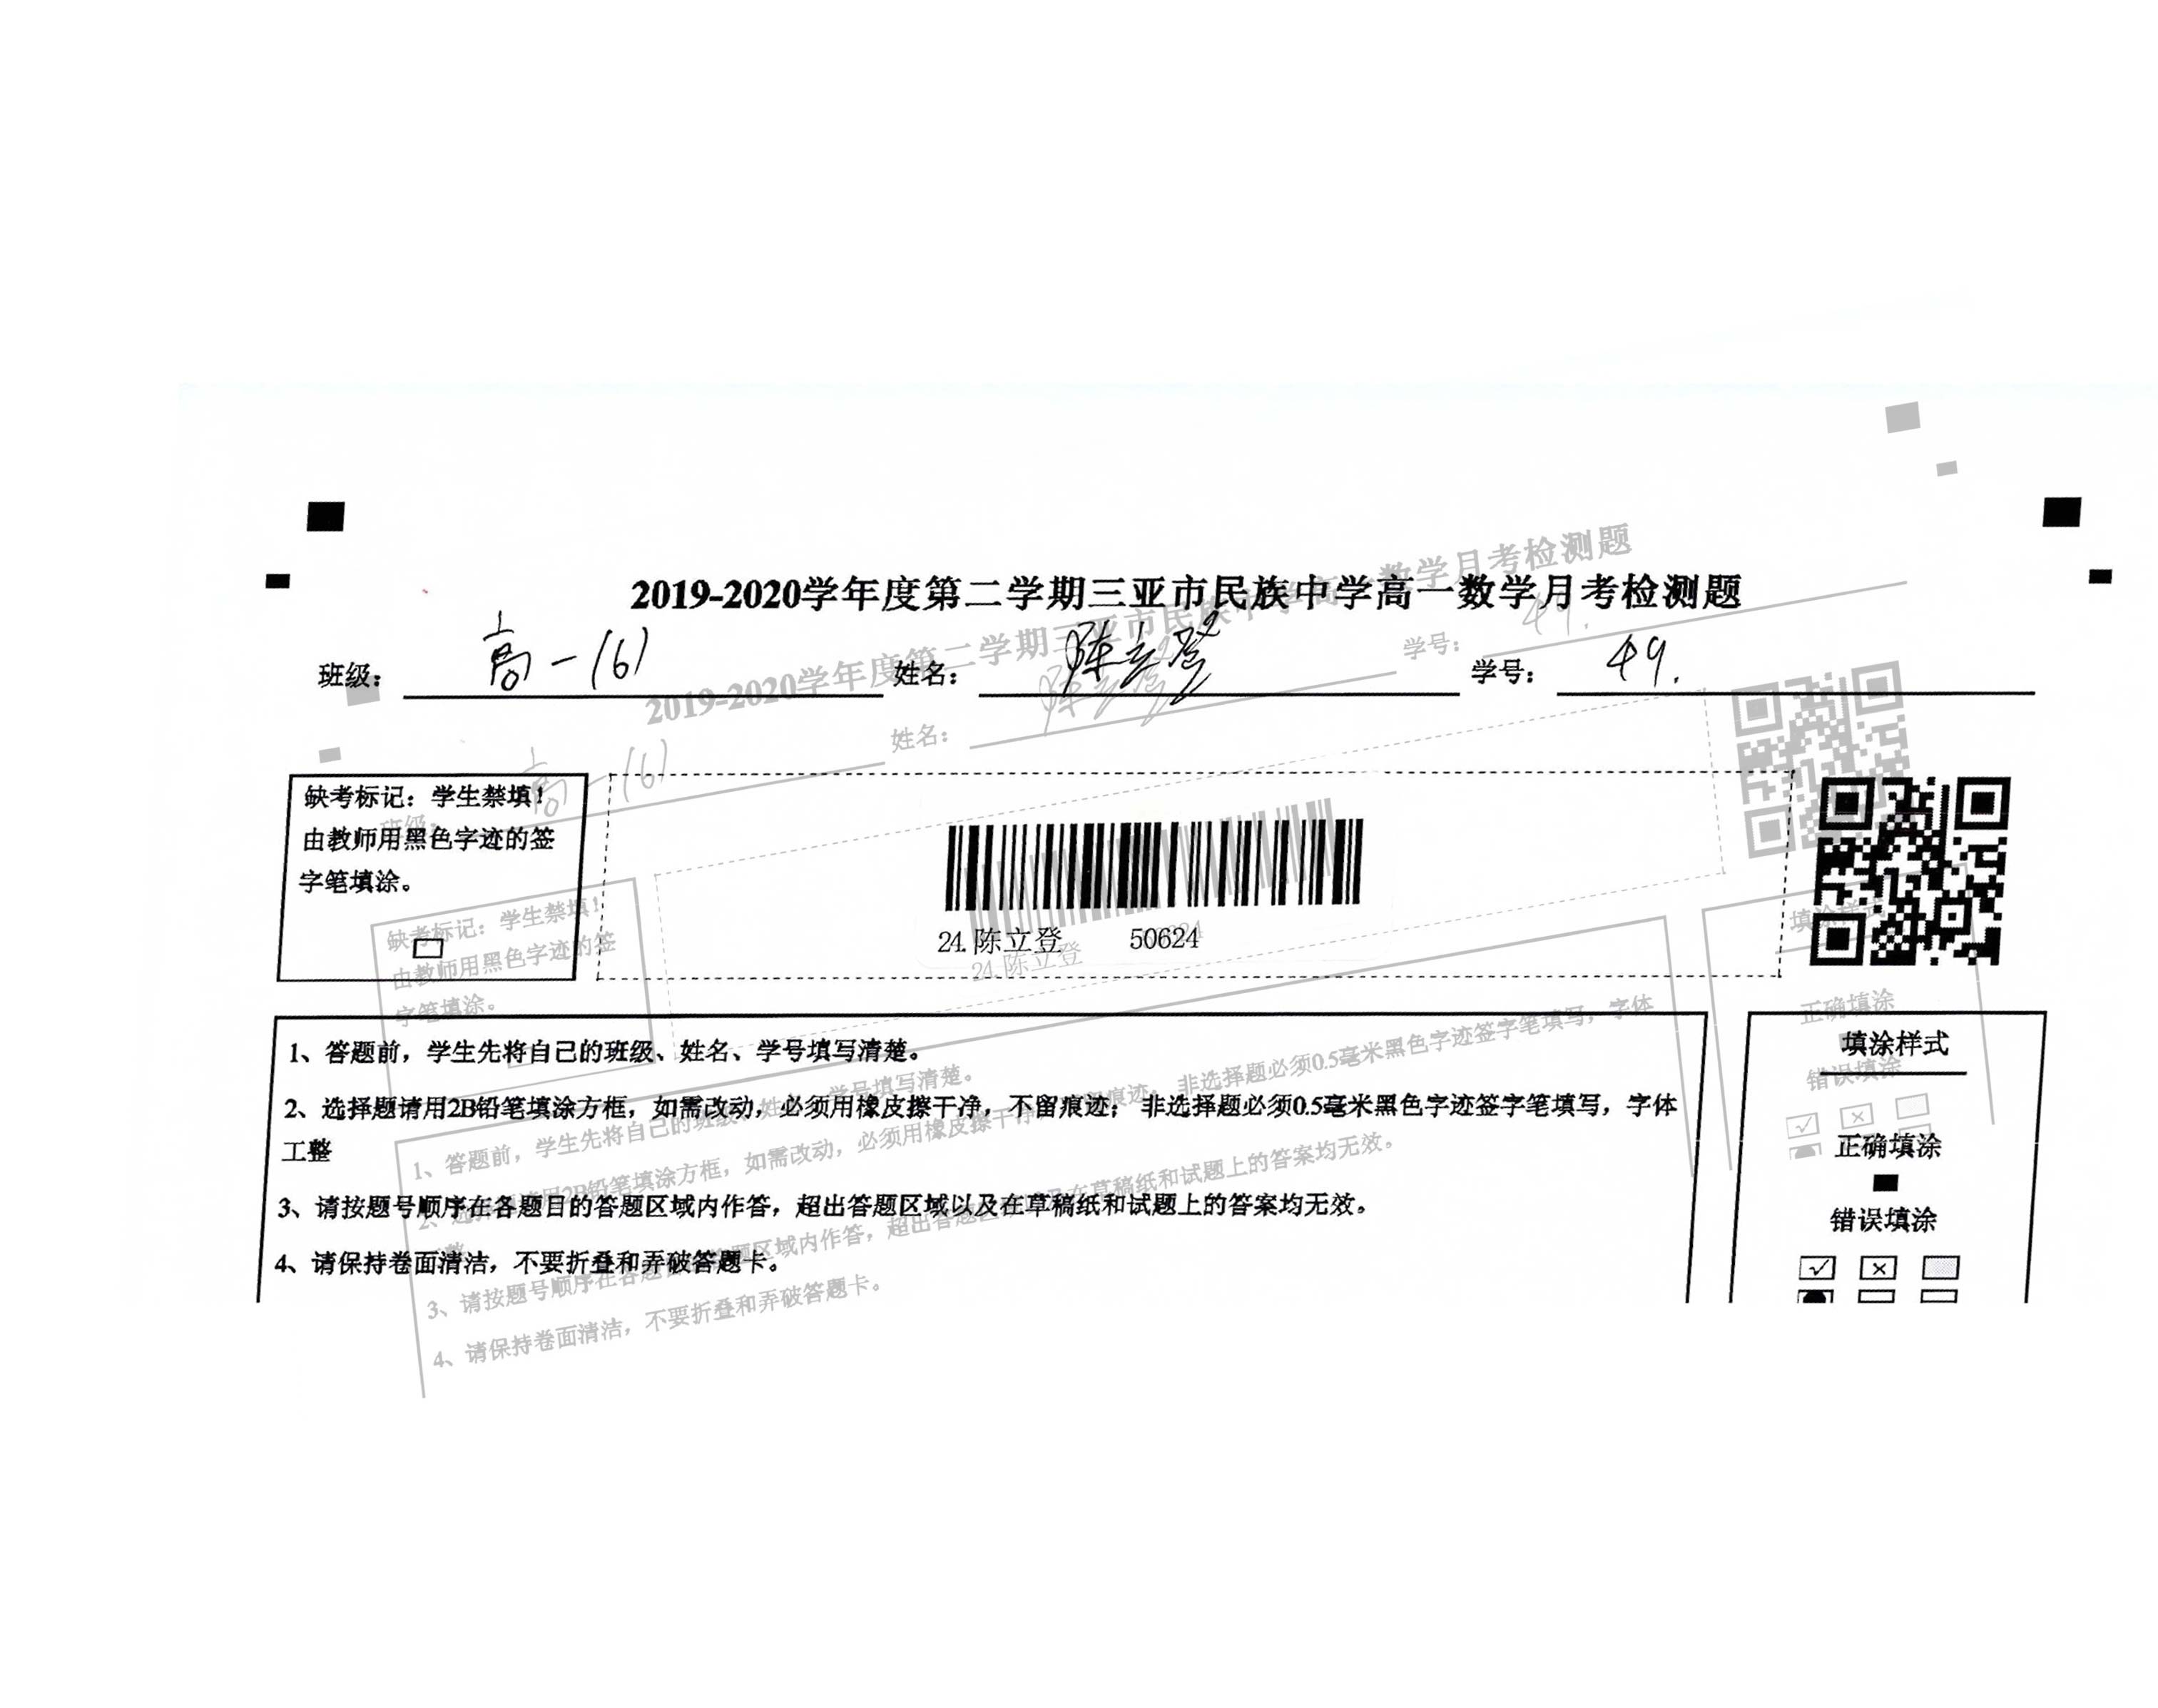 2019-2020学年度第二学期三亚市民族中学高一数学月考检测题
班级: 高一(6) 姓名: 陈立登 学号: 49.
缺考标记：学生禁填！
由教师用黑色字迹的签
字笔填涂。
24.陈立登 50624
1、答题前，学生先将自己的班级、姓名、学号填写清楚。
2、选择题请用2B铅笔填涂方框，如需改动，必须用橡皮擦干净，不留痕迹； 非选择题必须0.5毫米黑色字迹签字笔填写，字体
工整
3、请按题号顺序在各题目的答题区域内作答，超出答题区域以及在草稿纸和试题上的答案均无效。
4、请保持卷面清洁，不要折叠和弄破答题卡。
填涂样式
正确填涂
错误填涂